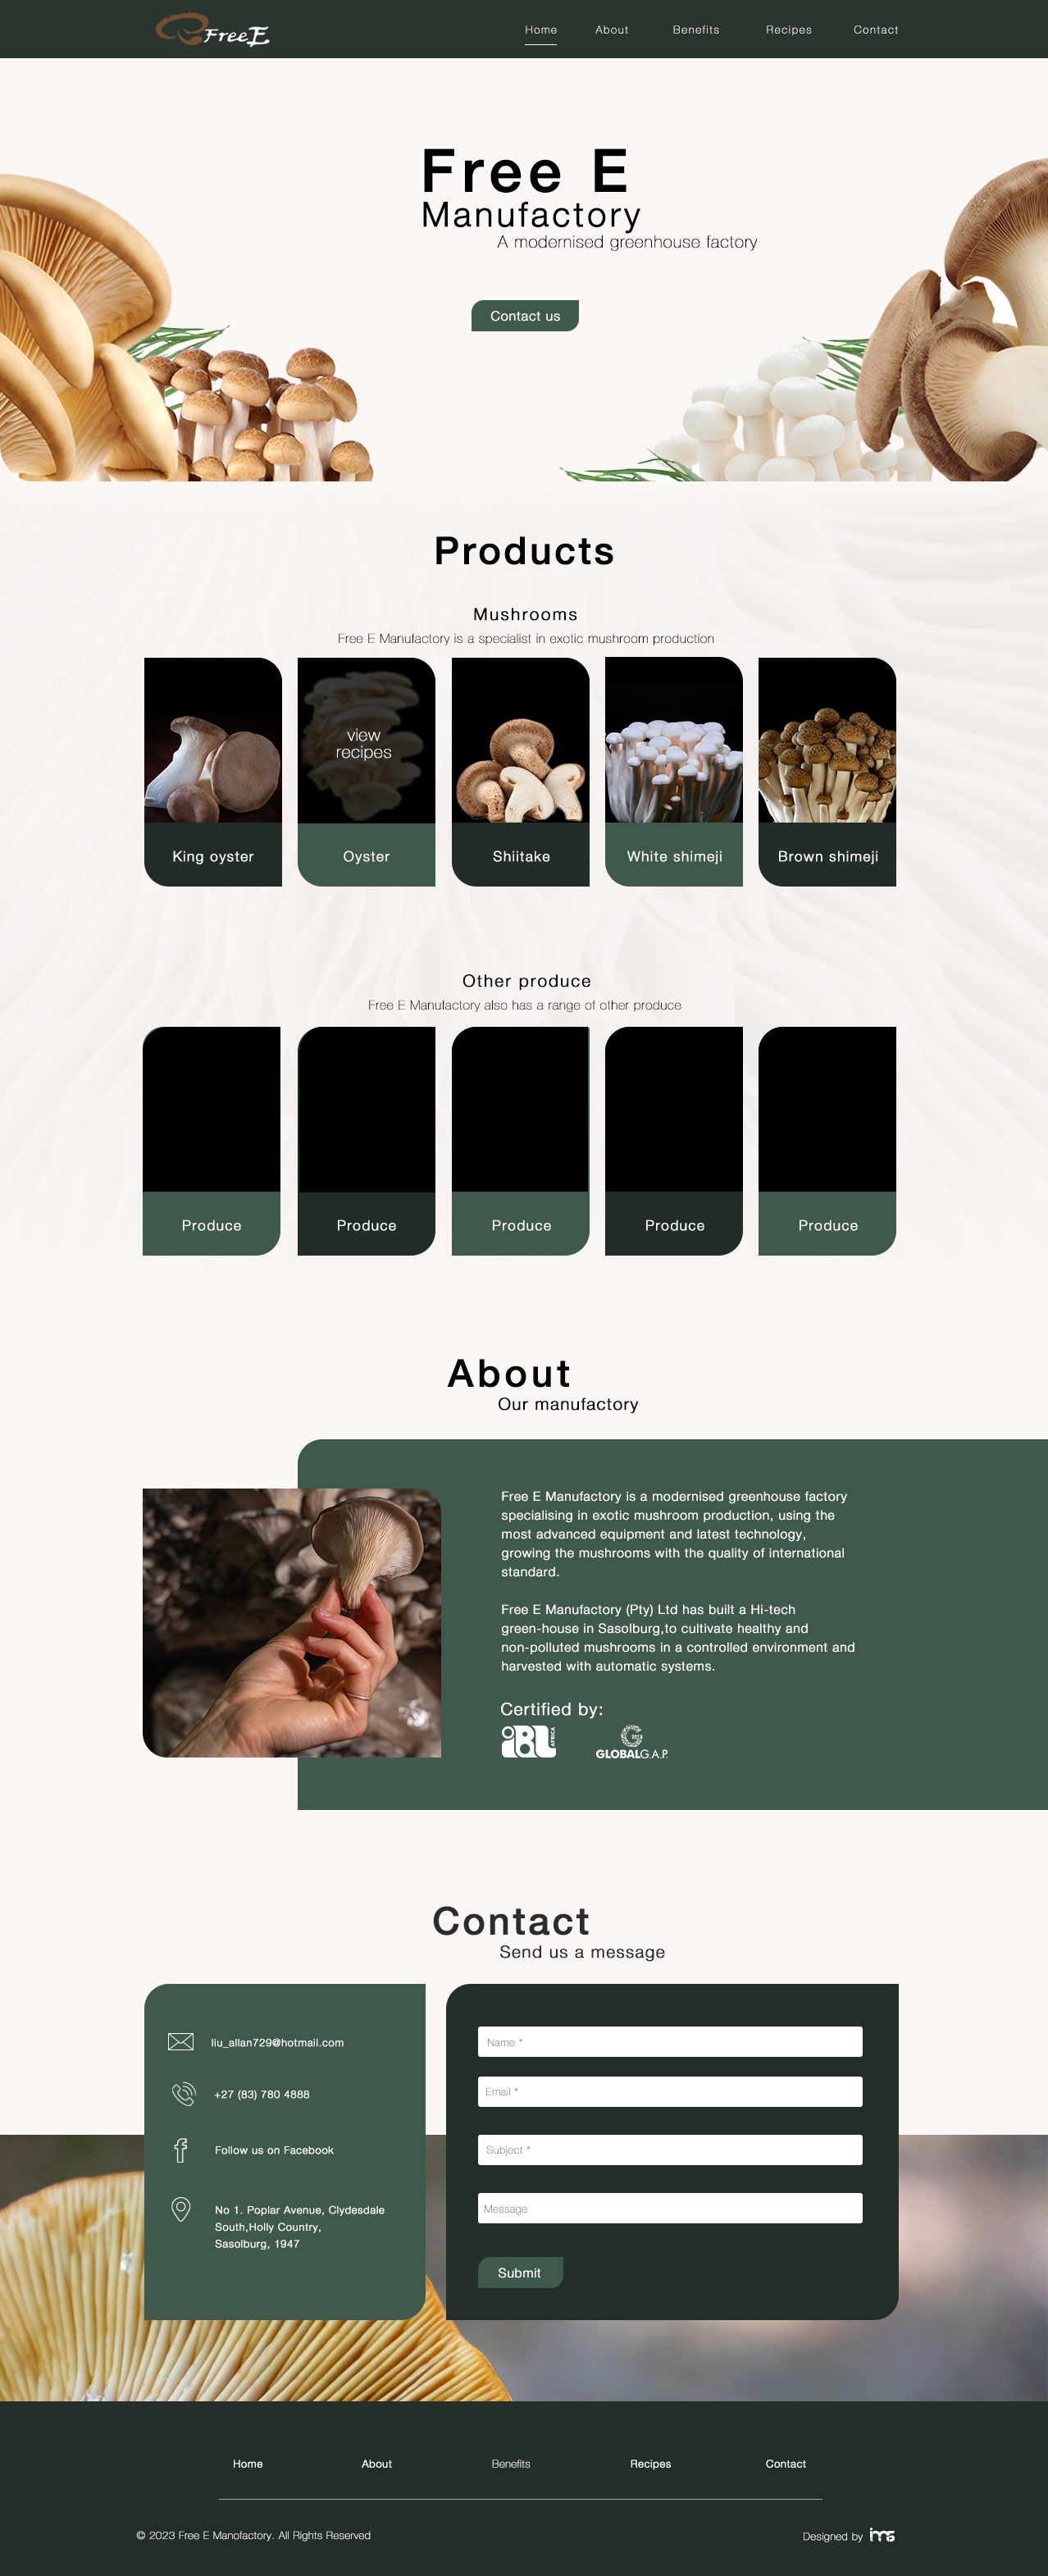 FreeE
Home About Benefits Recipes Contact
Free E
Manufactory
A modernised greenhouse factory
Contact us
Products
Mushrooms
Free E Manufactory is a specialist in exotic mushroom production
view
recipes
King oyster
Oyster
Shiitake
White shimeji
Brown shimeji
Other produce
Free E Manufactory also has a range of other produce
Produce
Produce
Produce
Produce
Produce
About
Our manufactory
Free E Manufactory is a modernised greenhouse factory
specialising in exotic mushroom production, using the
most advanced equipment and latest technology,
growing the mushrooms with the quality of international
standard.
Free E Manufactory (Pty) Ltd has built a Hi-tech
green-house in Sasolburg,to cultivate healthy and
non-polluted mushrooms in a controlled environment and
harvested with automatic systems.
Certified by:
iBL AFRICA
GLOBALG.A.P.
Contact
Send us a message
liu_allan729@hotmail.com
+27 (83) 780 4888
Follow us on Facebook
No 1. Poplar Avenue, Clydesdale
South,Holly Country,
Sasolburg, 1947
Name *
Email *
Subject *
Message
Submit
Home About Benefits Recipes Contact
© 2023 Free E Manofactory. All Rights Reserved
Designed by